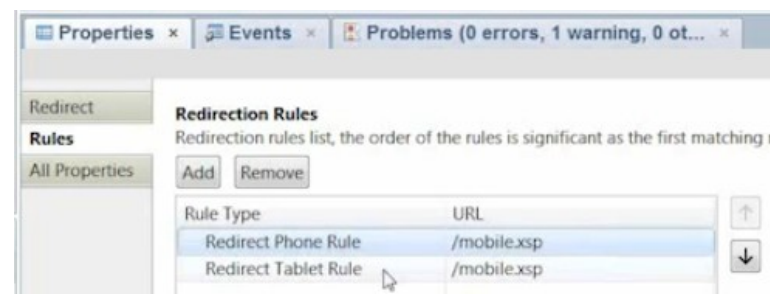 Properties × Events × Problems (0 errors, 1 warning, 0 ot... ×
Redirect
Redirection Rules
Rules
Redirection rules list, the order of the rules is significant as the first matching
All Properties
Add Remove
Rule Type URL
Redirect Phone Rule /mobile.xsp
Redirect Tablet Rule /mobile.xsp